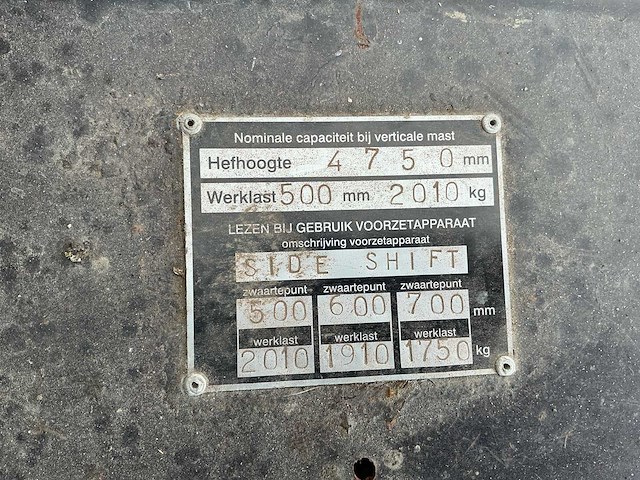 Nominale capaciteit bij verticale mast
Hefhoogte 4750 mm
Werklast 500 mm 2010 kg
LEZEN BIJ GEBRUIK VOORZETAPPARAAT
omschrijving voorzetapparaat
SIDE SHIFT
zwaartepunt zwaartepunt zwaartepunt
500 600 700 mm
werklast werklast werklast
2010 1910 1750 kg